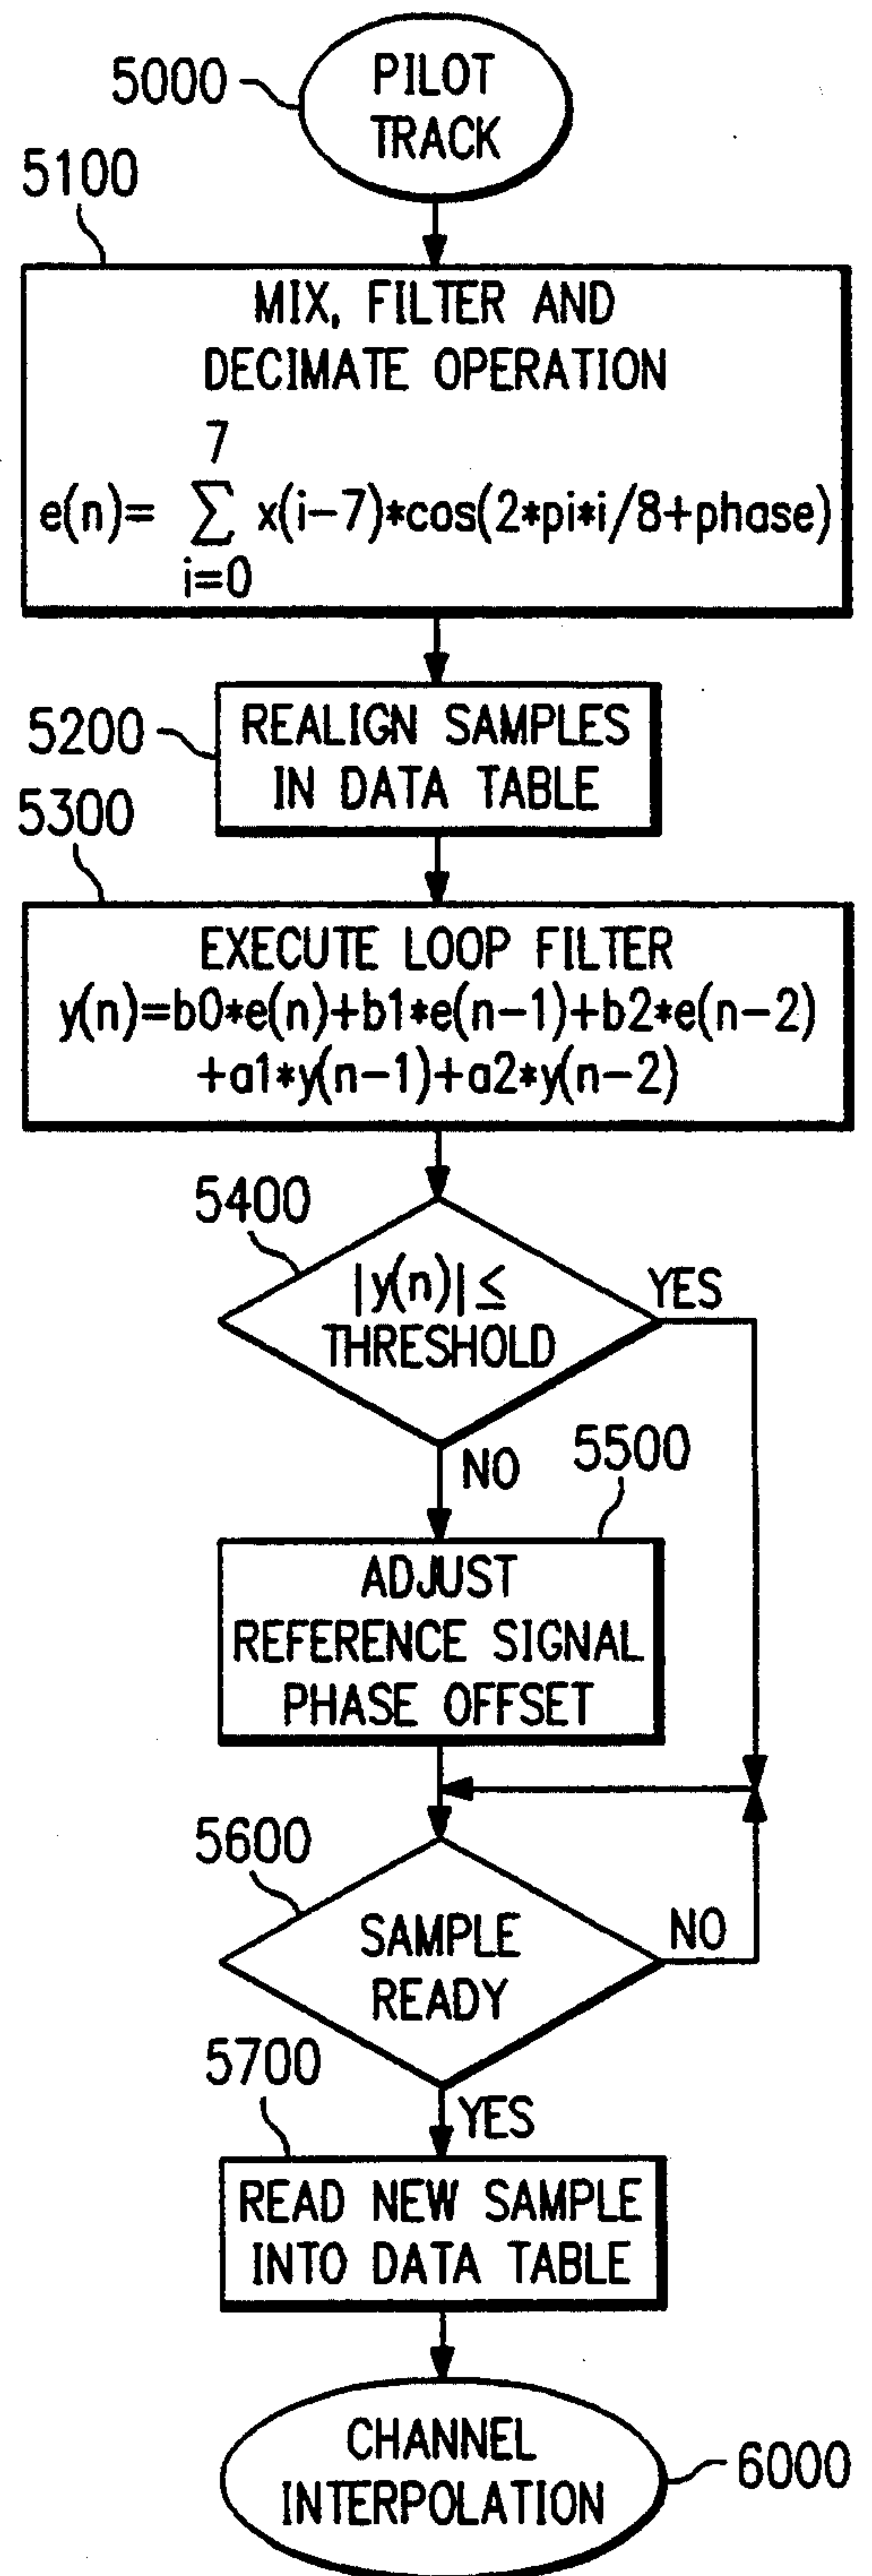 5000
PILOT
TRACK
5100
MIX, FILTER AND
DECIMATE OPERATION
7
e(n)= ∑ x(i-7)*cos(2*pi*i/8+phase)
i=0
5200
REALIGN SAMPLES
IN DATA TABLE
5300
EXECUTE LOOP FILTER
y(n)=b0*e(n)+b1*e(n-1)+b2*e(n-2)
+a1*y(n-1)+a2*y(n-2)
5400
|y(n)|≤
THRESHOLD
YES
NO
5500
ADJUST
REFERENCE SIGNAL
PHASE OFFSET
5600
SAMPLE
READY
NO
5700
YES
READ NEW SAMPLE
INTO DATA TABLE
CHANNEL
INTERPOLATION
6000